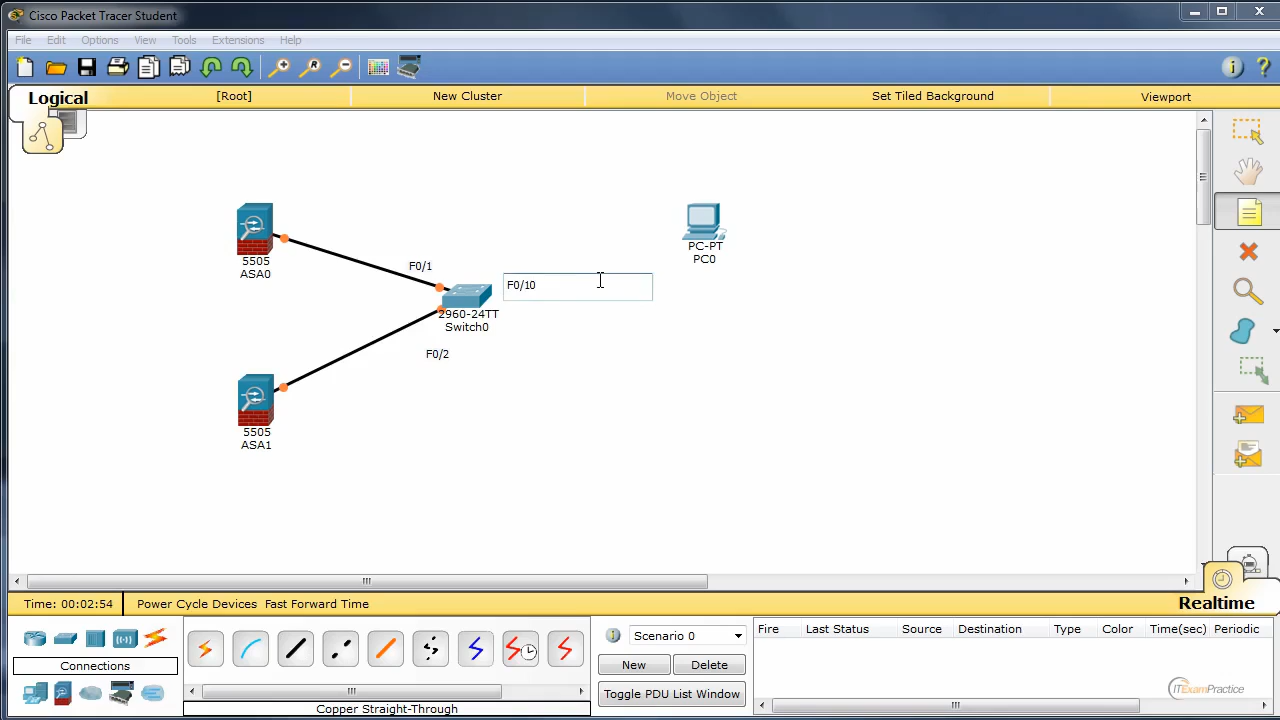 Cisco Packet Tracer Student
File Edit Options View Tools Extensions Help
Logical [Root] New Cluster Move Object Set Tiled Background Viewport
5505
ASA0
PC-PT
PC0
F0/1
F0/10
2960-24TT
Switch0
F0/2
5505
ASA1
Time: 00:02:54 Power Cycle Devices Fast Forward Time Realtime
Connections
Copper Straight-Through
Scenario 0
New Delete
Toggle PDU List Window
Fire Last Status Source Destination Type Color Time(sec) Periodic
ITExamPractice